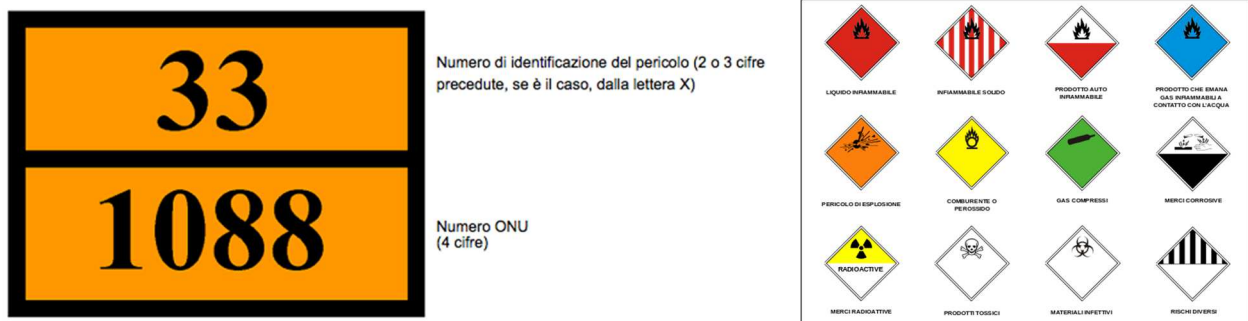 33
1088
Numero di identificazione del pericolo (2 o 3 cifre
precedute, se è il caso, dalla lettera X)
Numero ONU
(4 cifre)
LIQUIDO INFIAMMABILE
INFIAMMABILE SOLIDO
PRODOTTO AUTO
INFIAMMABILE
PRODOTTO CHE EMANA
GAS INFIAMMABILI A
CONTATTO CON L'ACQUA
PERICOLO DI ESPLOSIONE
COMBURENTE O
PEROSSIDO
GAS COMPRESSI
MERCI CORROSIVE
RADIOACTIVE
MERCI RADIOATTIVE
PRODOTTI TOSSICI
MATERIALI INFETTIVI
RISCHI DIVERSI